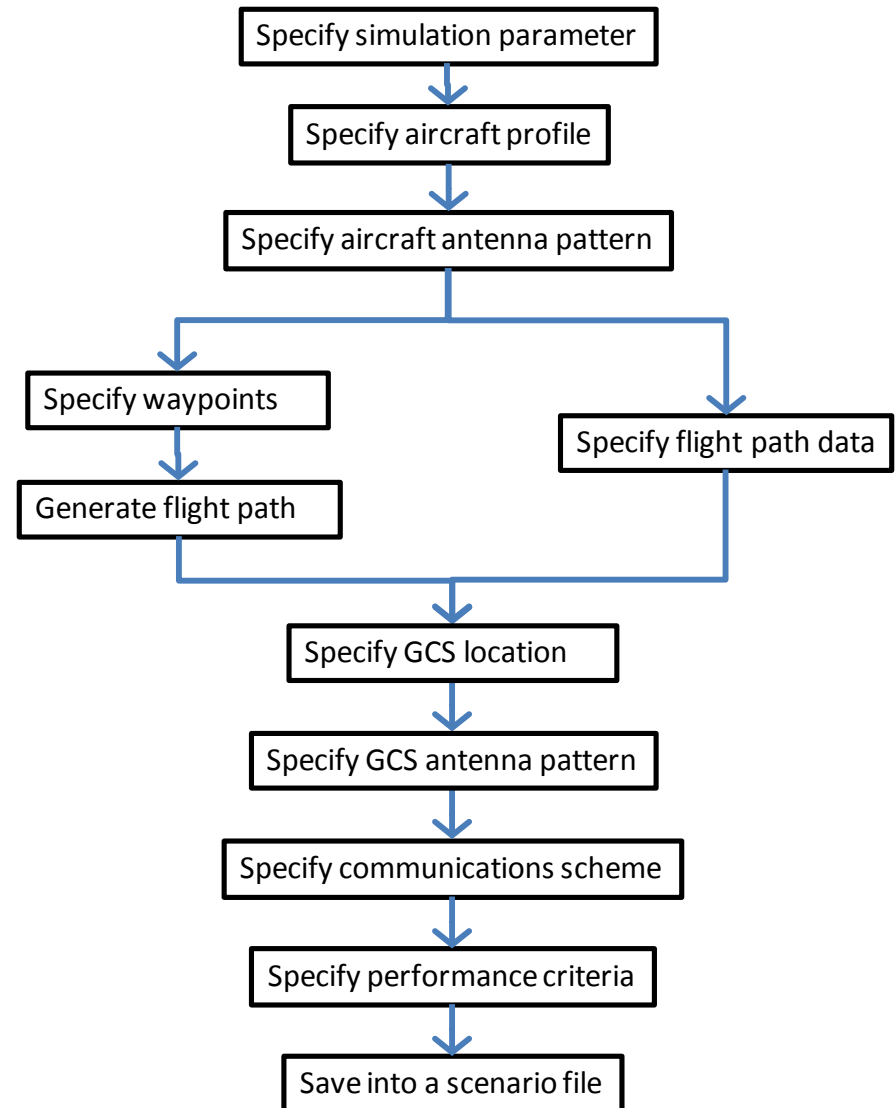 Specify simulation parameter
Specify aircraft profile
Specify aircraft antenna pattern
Specify waypoints
Specify flight path data
Generate flight path
Specify GCS location
Specify GCS antenna pattern
Specify communications scheme
Specify performance criteria
Save into a scenario file